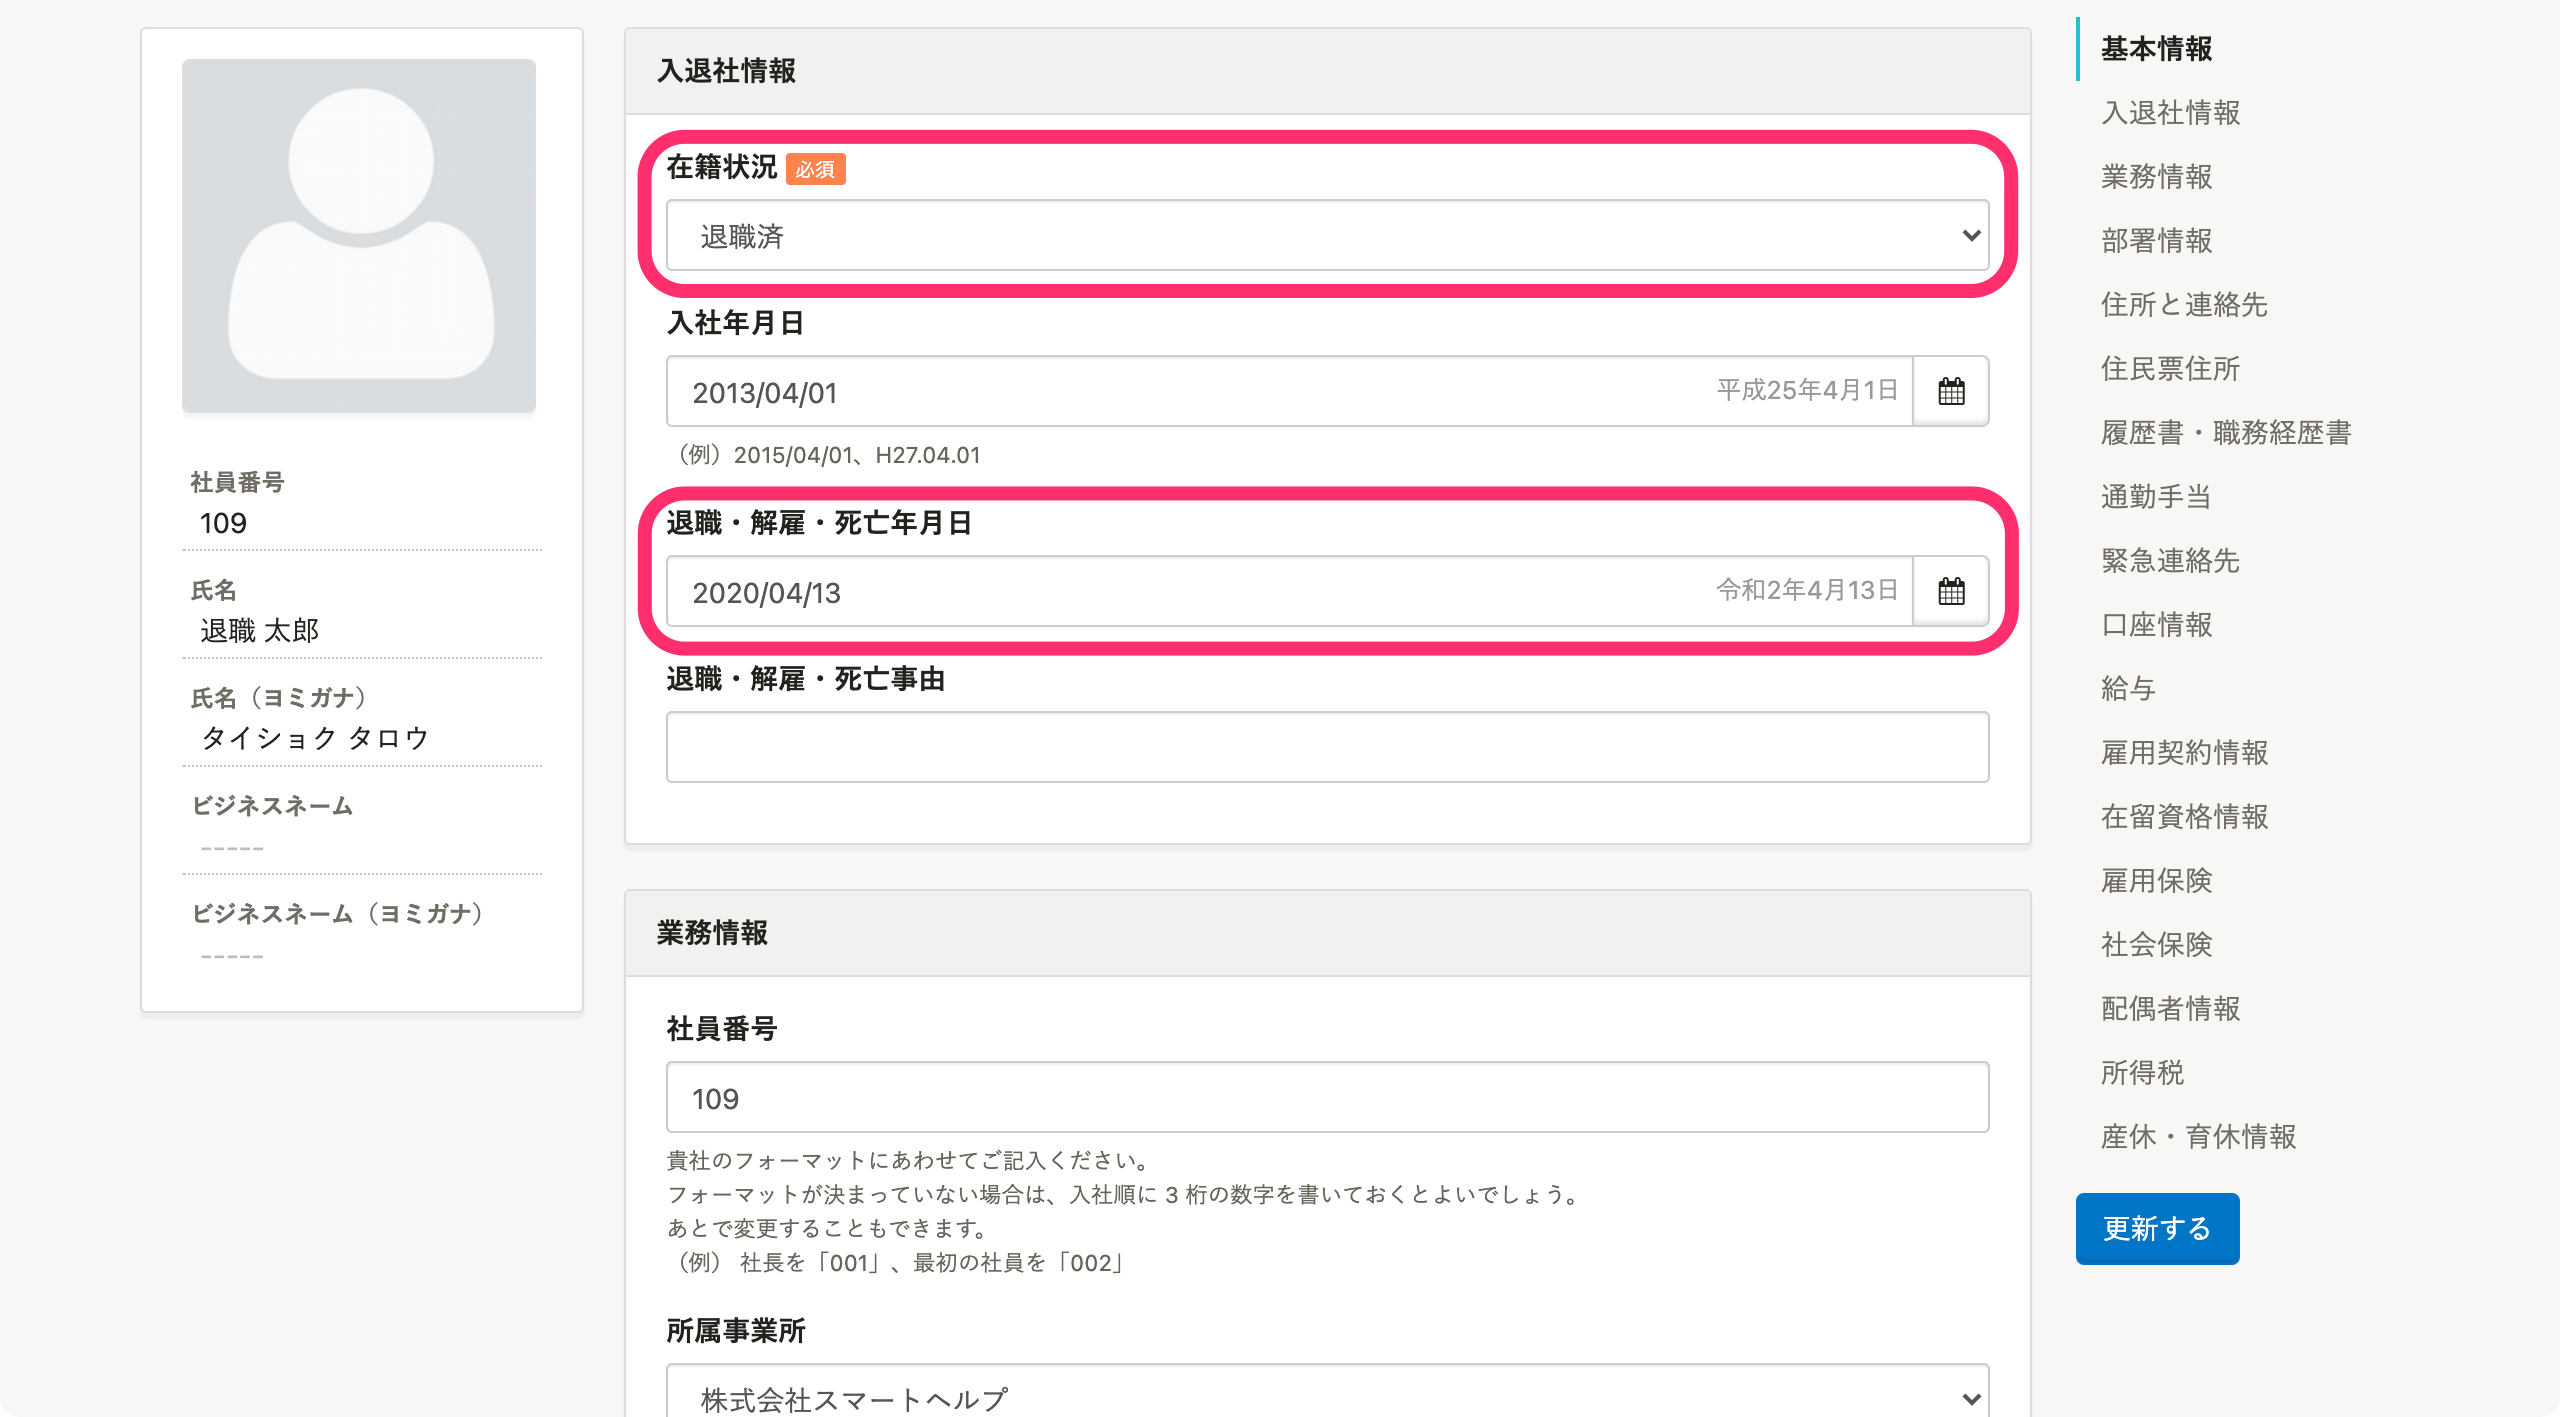 社員番号
109
氏名
退職 太郎
氏名（ヨミガナ）
タイショク タロウ
ビジネスネーム
-----
ビジネスネーム（ヨミガナ）
-----
入退社情報
在籍状況 必須
退職済
入社年月日
2013/04/01 平成25年4月1日
（例）2015/04/01、H27.04.01
退職・解雇・死亡年月日
2020/04/13 令和2年4月13日
退職・解雇・死亡事由
業務情報
社員番号
109
貴社のフォーマットにあわせてご記入ください。
フォーマットが決まっていない場合は、入社順に 3 桁の数字を書いておくとよいでしょう。
あとで変更することもできます。
（例） 社長を「001」、最初の社員を「002」
所属事業所
株式会社スマートヘルプ
基本情報
入退社情報
業務情報
部署情報
住所と連絡先
住民票住所
履歴書・職務経歴書
通勤手当
緊急連絡先
口座情報
給与
雇用契約情報
在留資格情報
雇用保険
社会保険
配偶者情報
所得税
産休・育休情報
更新する